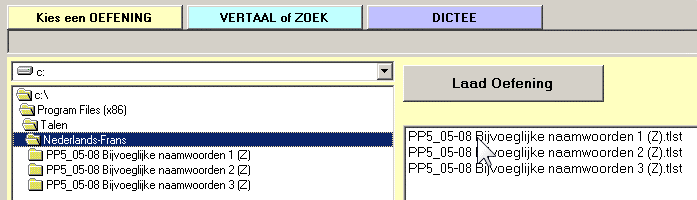 Kies een OEFENING
VERTAAL of ZOEK
DICTEE
c:
Laad Oefening
c:\
Program Files (x86)
Talen
Nederlands-Frans
PP5_05-08 Bijvoeglijke naamwoorden 1 (Z)
PP5_05-08 Bijvoeglijke naamwoorden 2 (Z)
PP5_05-08 Bijvoeglijke naamwoorden 3 (Z)
PP5_05-08 Bijvoeglijke naamwoorden 1 (Z).tlst
PP5_05-08 Bijvoeglijke naamwoorden 2 (Z).tlst
PP5_05-08 Bijvoeglijke naamwoorden 3 (Z).tlst